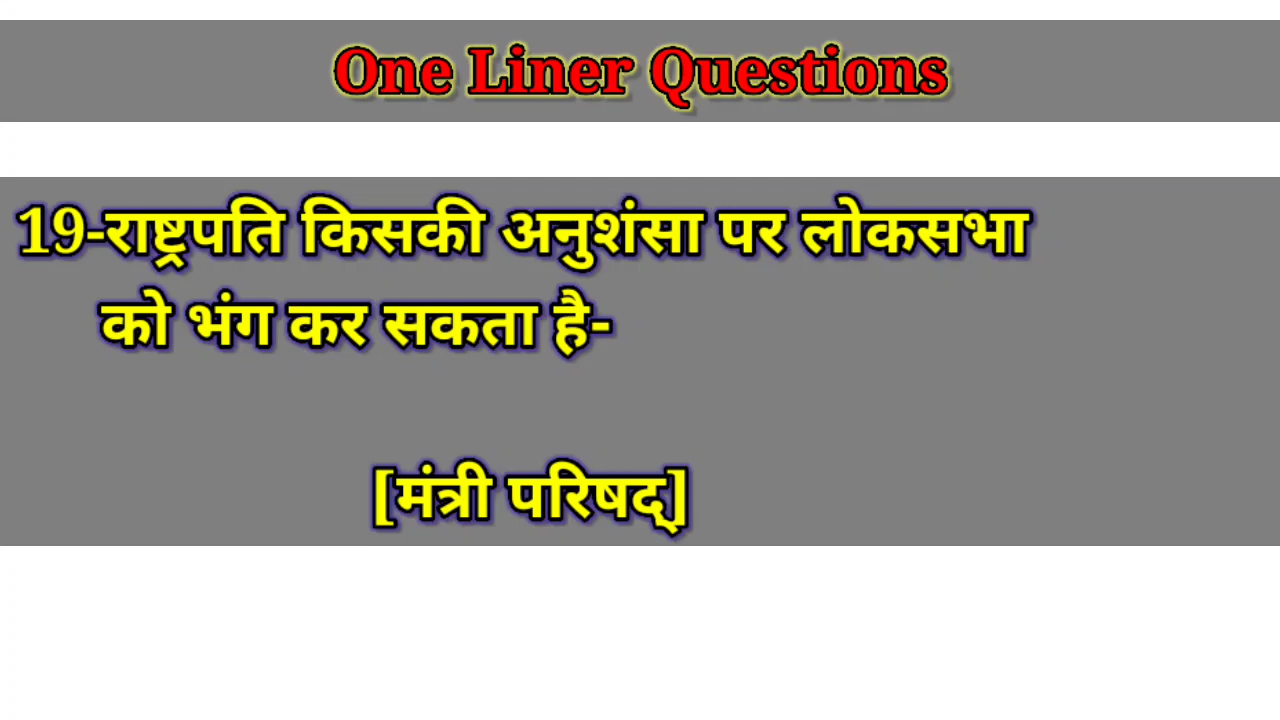 One Liner Questions
19-राष्ट्रपति किसकी अनुशंसा पर लोकसभा
को भंग कर सकता है-
[मंत्री परिषद्]